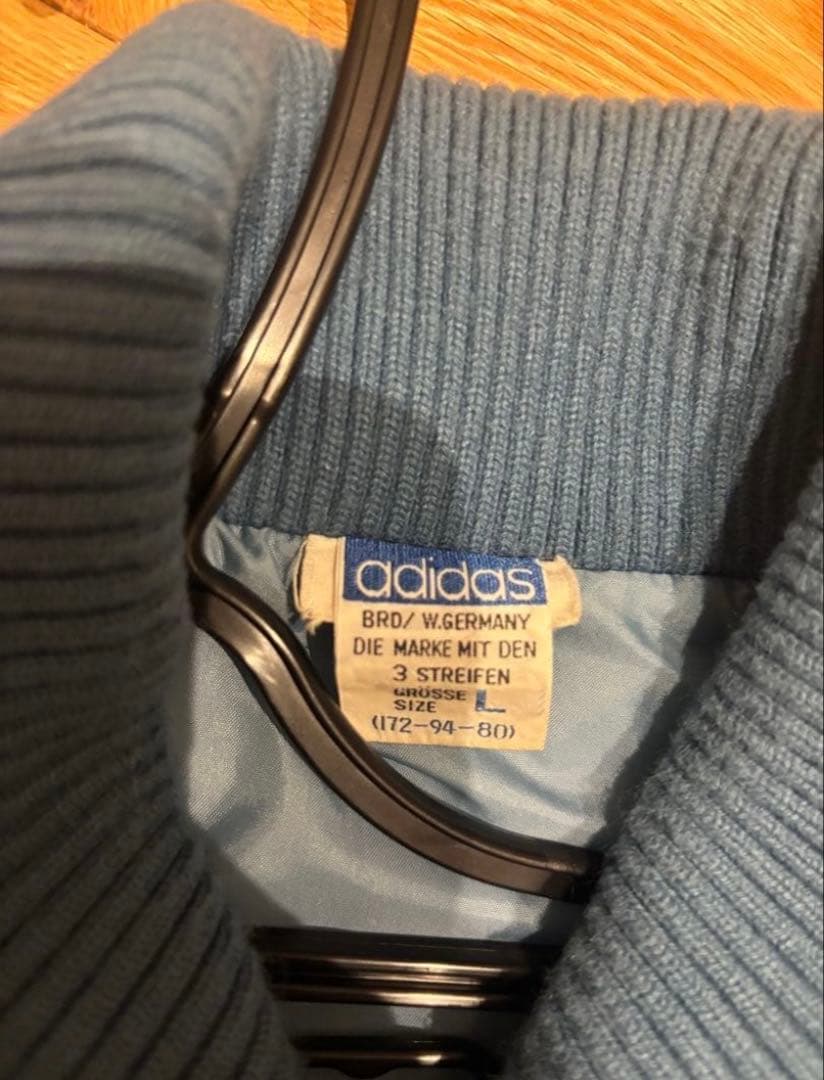 adidas
BRD/ W.GERMANY
DIE MARKE MIT DEN
3 STREIFEN
GRÖSSE
SIZE L
(172-94-80)